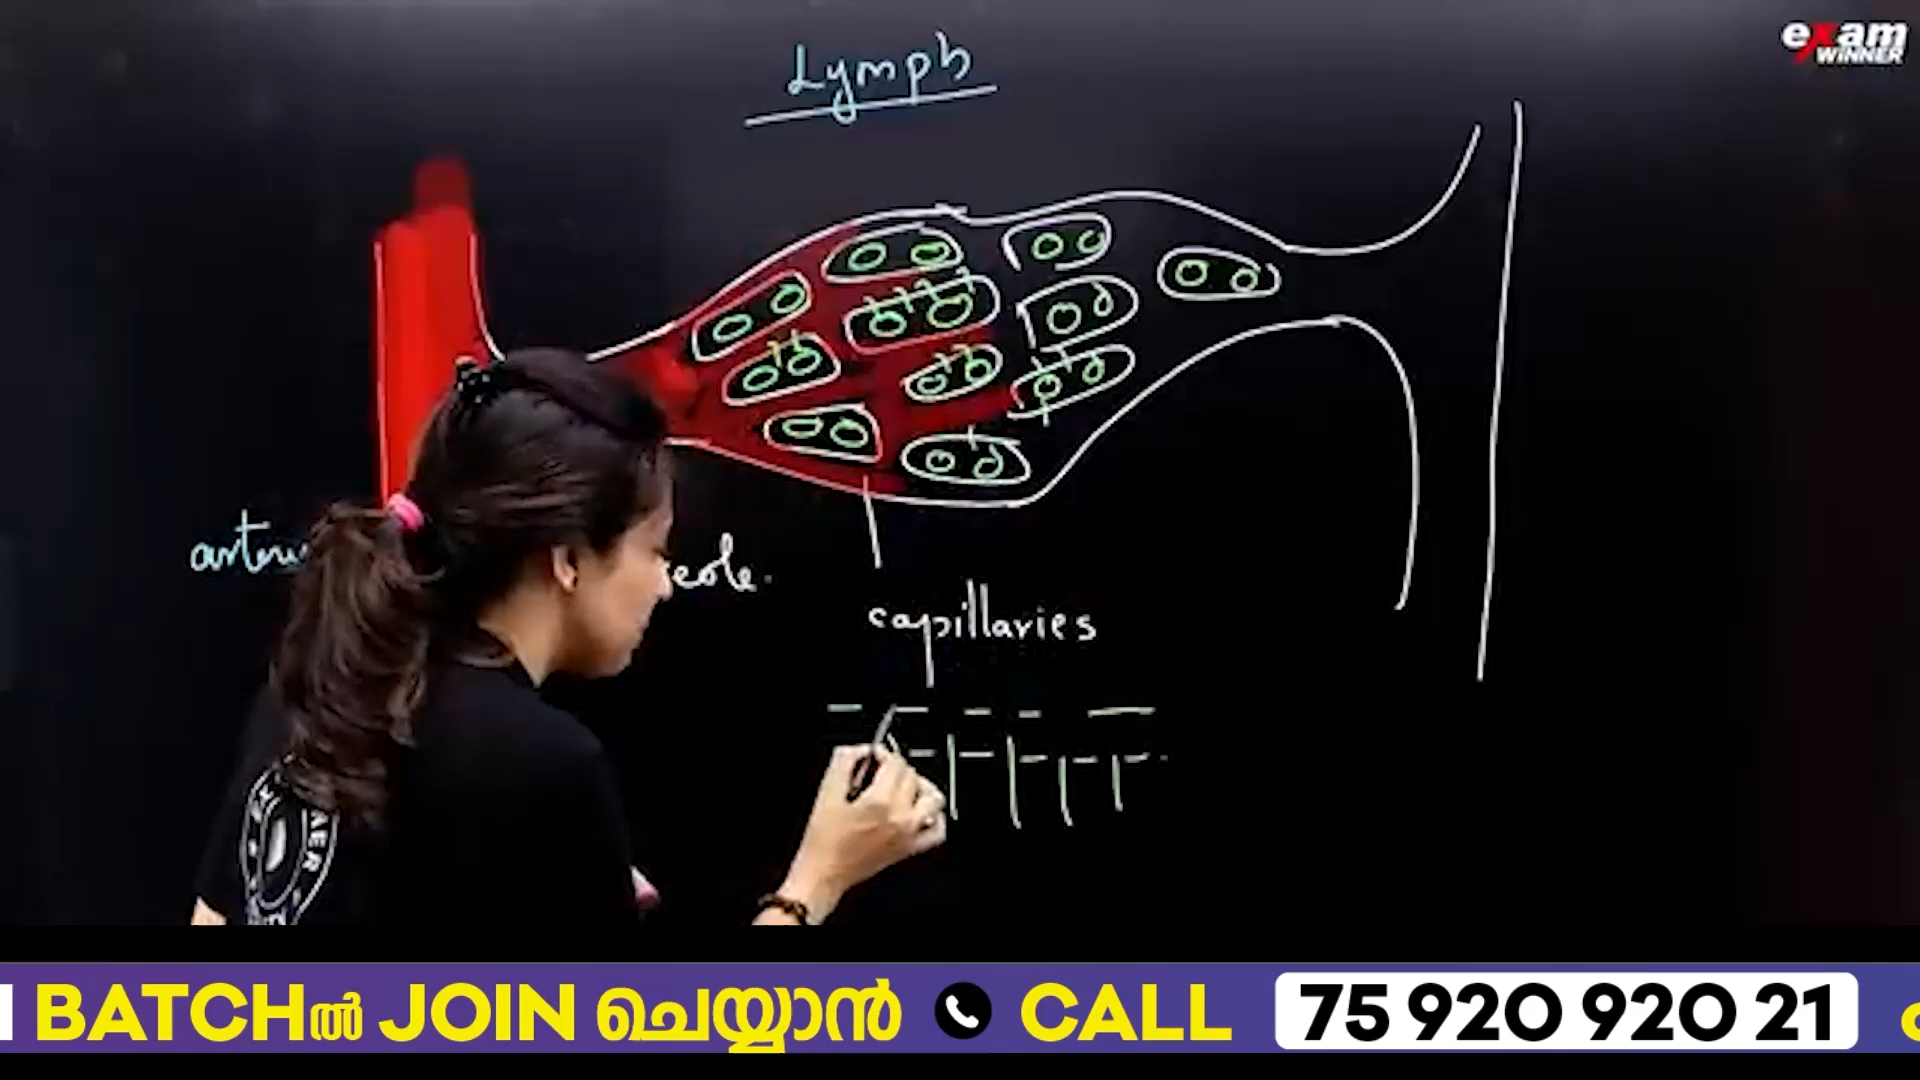 Lymph
exam
WINNER
capillaries
BATCHൽ JOIN ചെയ്യാൻ CALL 75 920 920 21